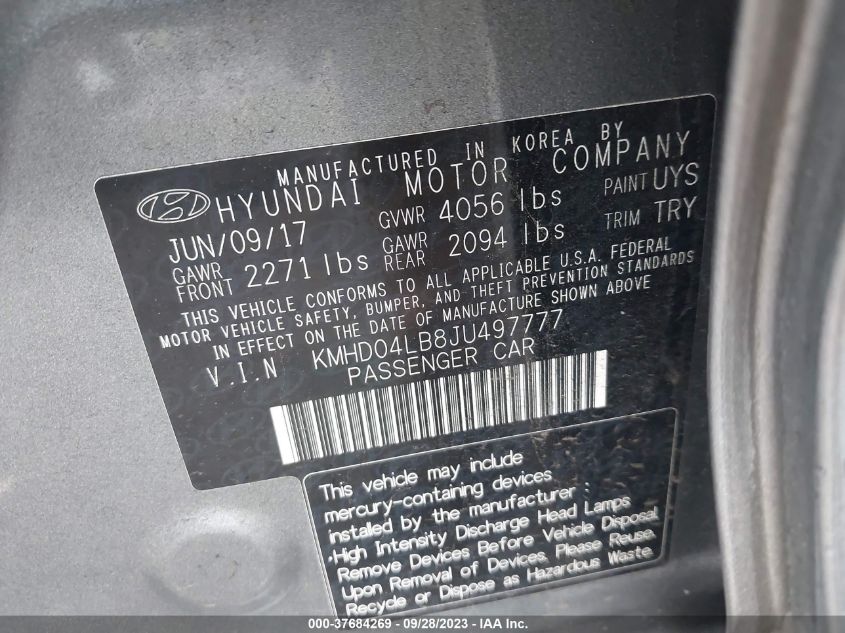 MANUFACTURED IN KOREA BY
HYUNDAI MOTOR COMPANY
JUN/09/17 GVWR 4056 lbs PAINT UYS
GAWR FRONT 2271 lbs GAWR REAR 2094 lbs TRIM TRY
THIS VEHICLE CONFORMS TO ALL APPLICABLE U.S.A. FEDERAL
MOTOR VEHICLE SAFETY, BUMPER, AND THEFT PREVENTION STANDARDS
IN EFFECT ON THE DATE OF MANUFACTURE SHOWN ABOVE
V.I.N KMHD04LB8JU497777
PASSENGER CAR
This vehicle may include
mercury-containing devices
installed by the manufacturer :
·High Intensity Discharge Head Lamps
Remove Devices Before Vehicle Disposal.
Upon Removal of Devices, Please Reuse,
Recycle or Dispose as Hazardous Waste.
000-37684269 - 09/28/2023 - IAA Inc.